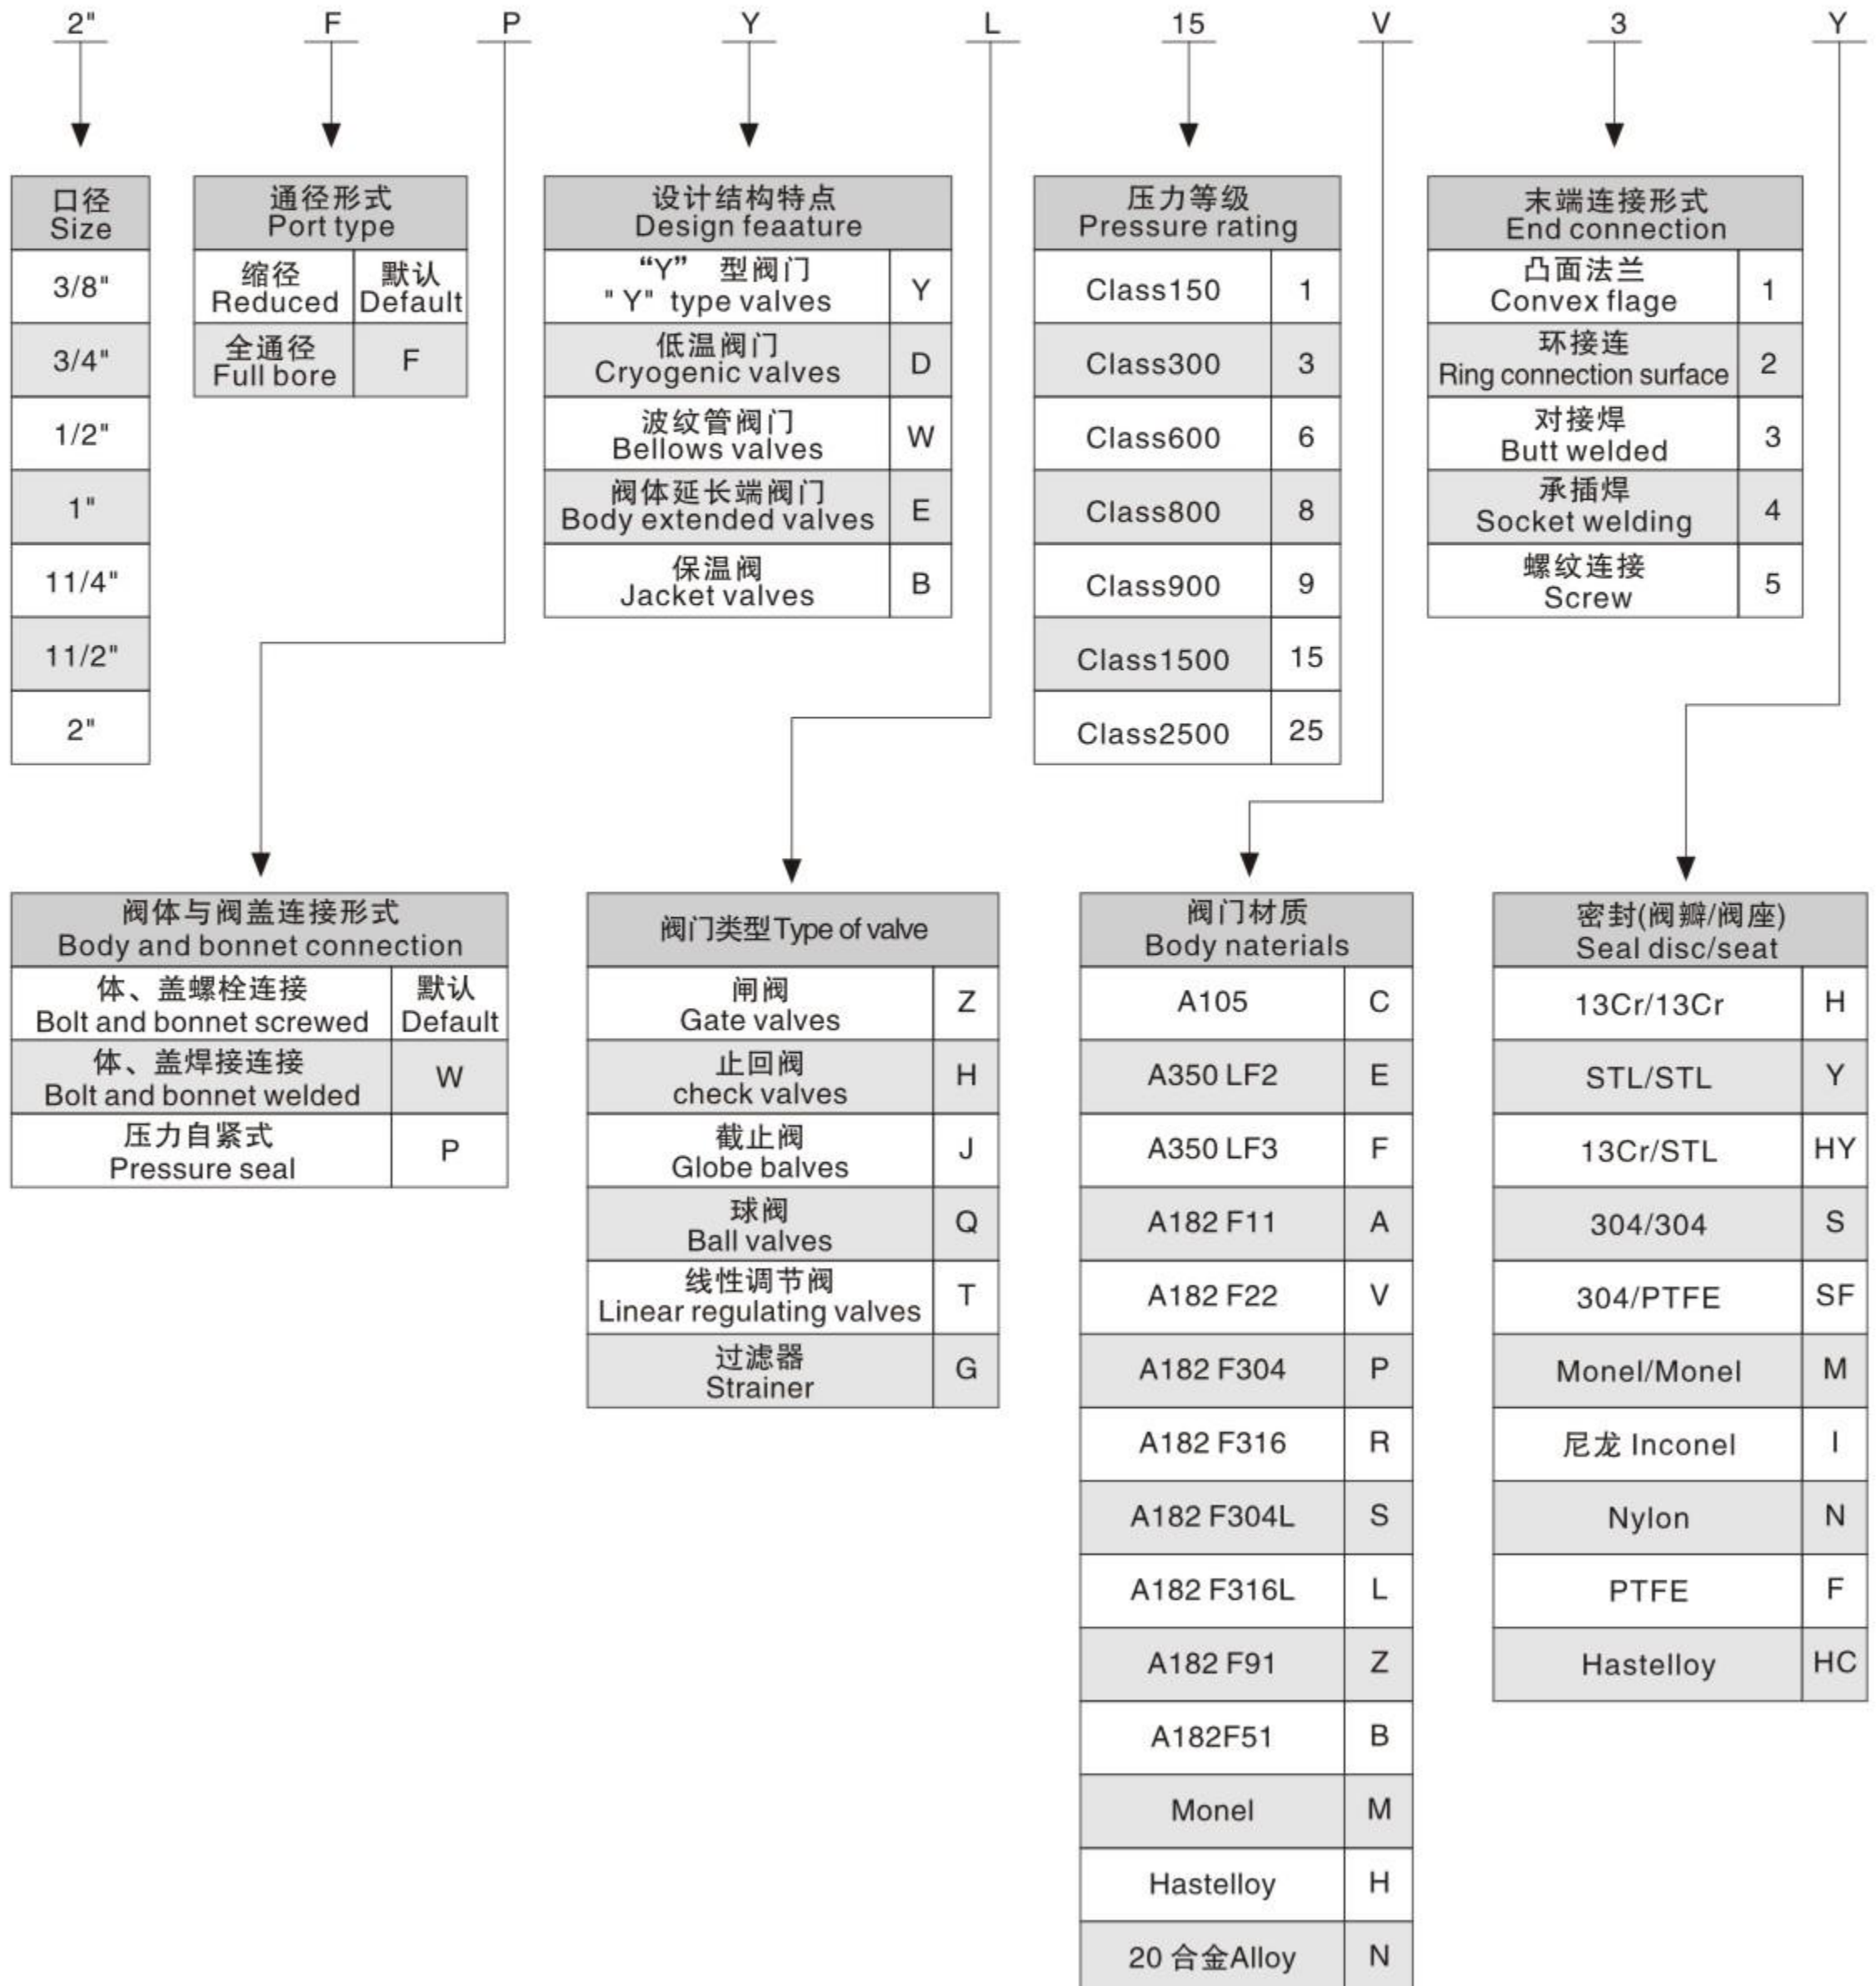 2" F P Y L 15 V 3 Y
口径
Size
3/8"
3/4"
1/2"
1"
11/4"
11/2"
2"
通径形式
Port type
缩径
Reduced
默认
Default
全通径
Full bore
F
设计结构特点
Design feaature
“Y” 型阀门
" Y" type valves
Y
低温阀门
Cryogenic valves
D
波纹管阀门
Bellows valves
W
阀体延长端阀门
Body extended valves
E
保温阀
Jacket valves
B
压力等级
Pressure rating
Class150 1
Class300 3
Class600 6
Class800 8
Class900 9
Class1500 15
Class2500 25
末端连接形式
End connection
凸面法兰
Convex flage
1
环接连
Ring connection surface
2
对接焊
Butt welded
3
承插焊
Socket welding
4
螺纹连接
Screw
5
阀体与阀盖连接形式
Body and bonnet connection
体、盖螺栓连接
Bolt and bonnet screwed
默认
Default
体、盖焊接连接
Bolt and bonnet welded
W
压力自紧式
Pressure seal
P
阀门类型Type of valve
闸阀
Gate valves
Z
止回阀
check valves
H
截止阀
Globe balves
J
球阀
Ball valves
Q
线性调节阀
Linear regulating valves
T
过滤器
Strainer
G
阀门材质
Body naterials
A105 C
A350 LF2 E
A350 LF3 F
A182 F11 A
A182 F22 V
A182 F304 P
A182 F316 R
A182 F304L S
A182 F316L L
A182 F91 Z
A182F51 B
Monel M
Hastelloy H
20 合金Alloy N
密封(阀瓣/阀座)
Seal disc/seat
13Cr/13Cr H
STL/STL Y
13Cr/STL HY
304/304 S
304/PTFE SF
Monel/Monel M
尼龙 Inconel I
Nylon N
PTFE F
Hastelloy HC